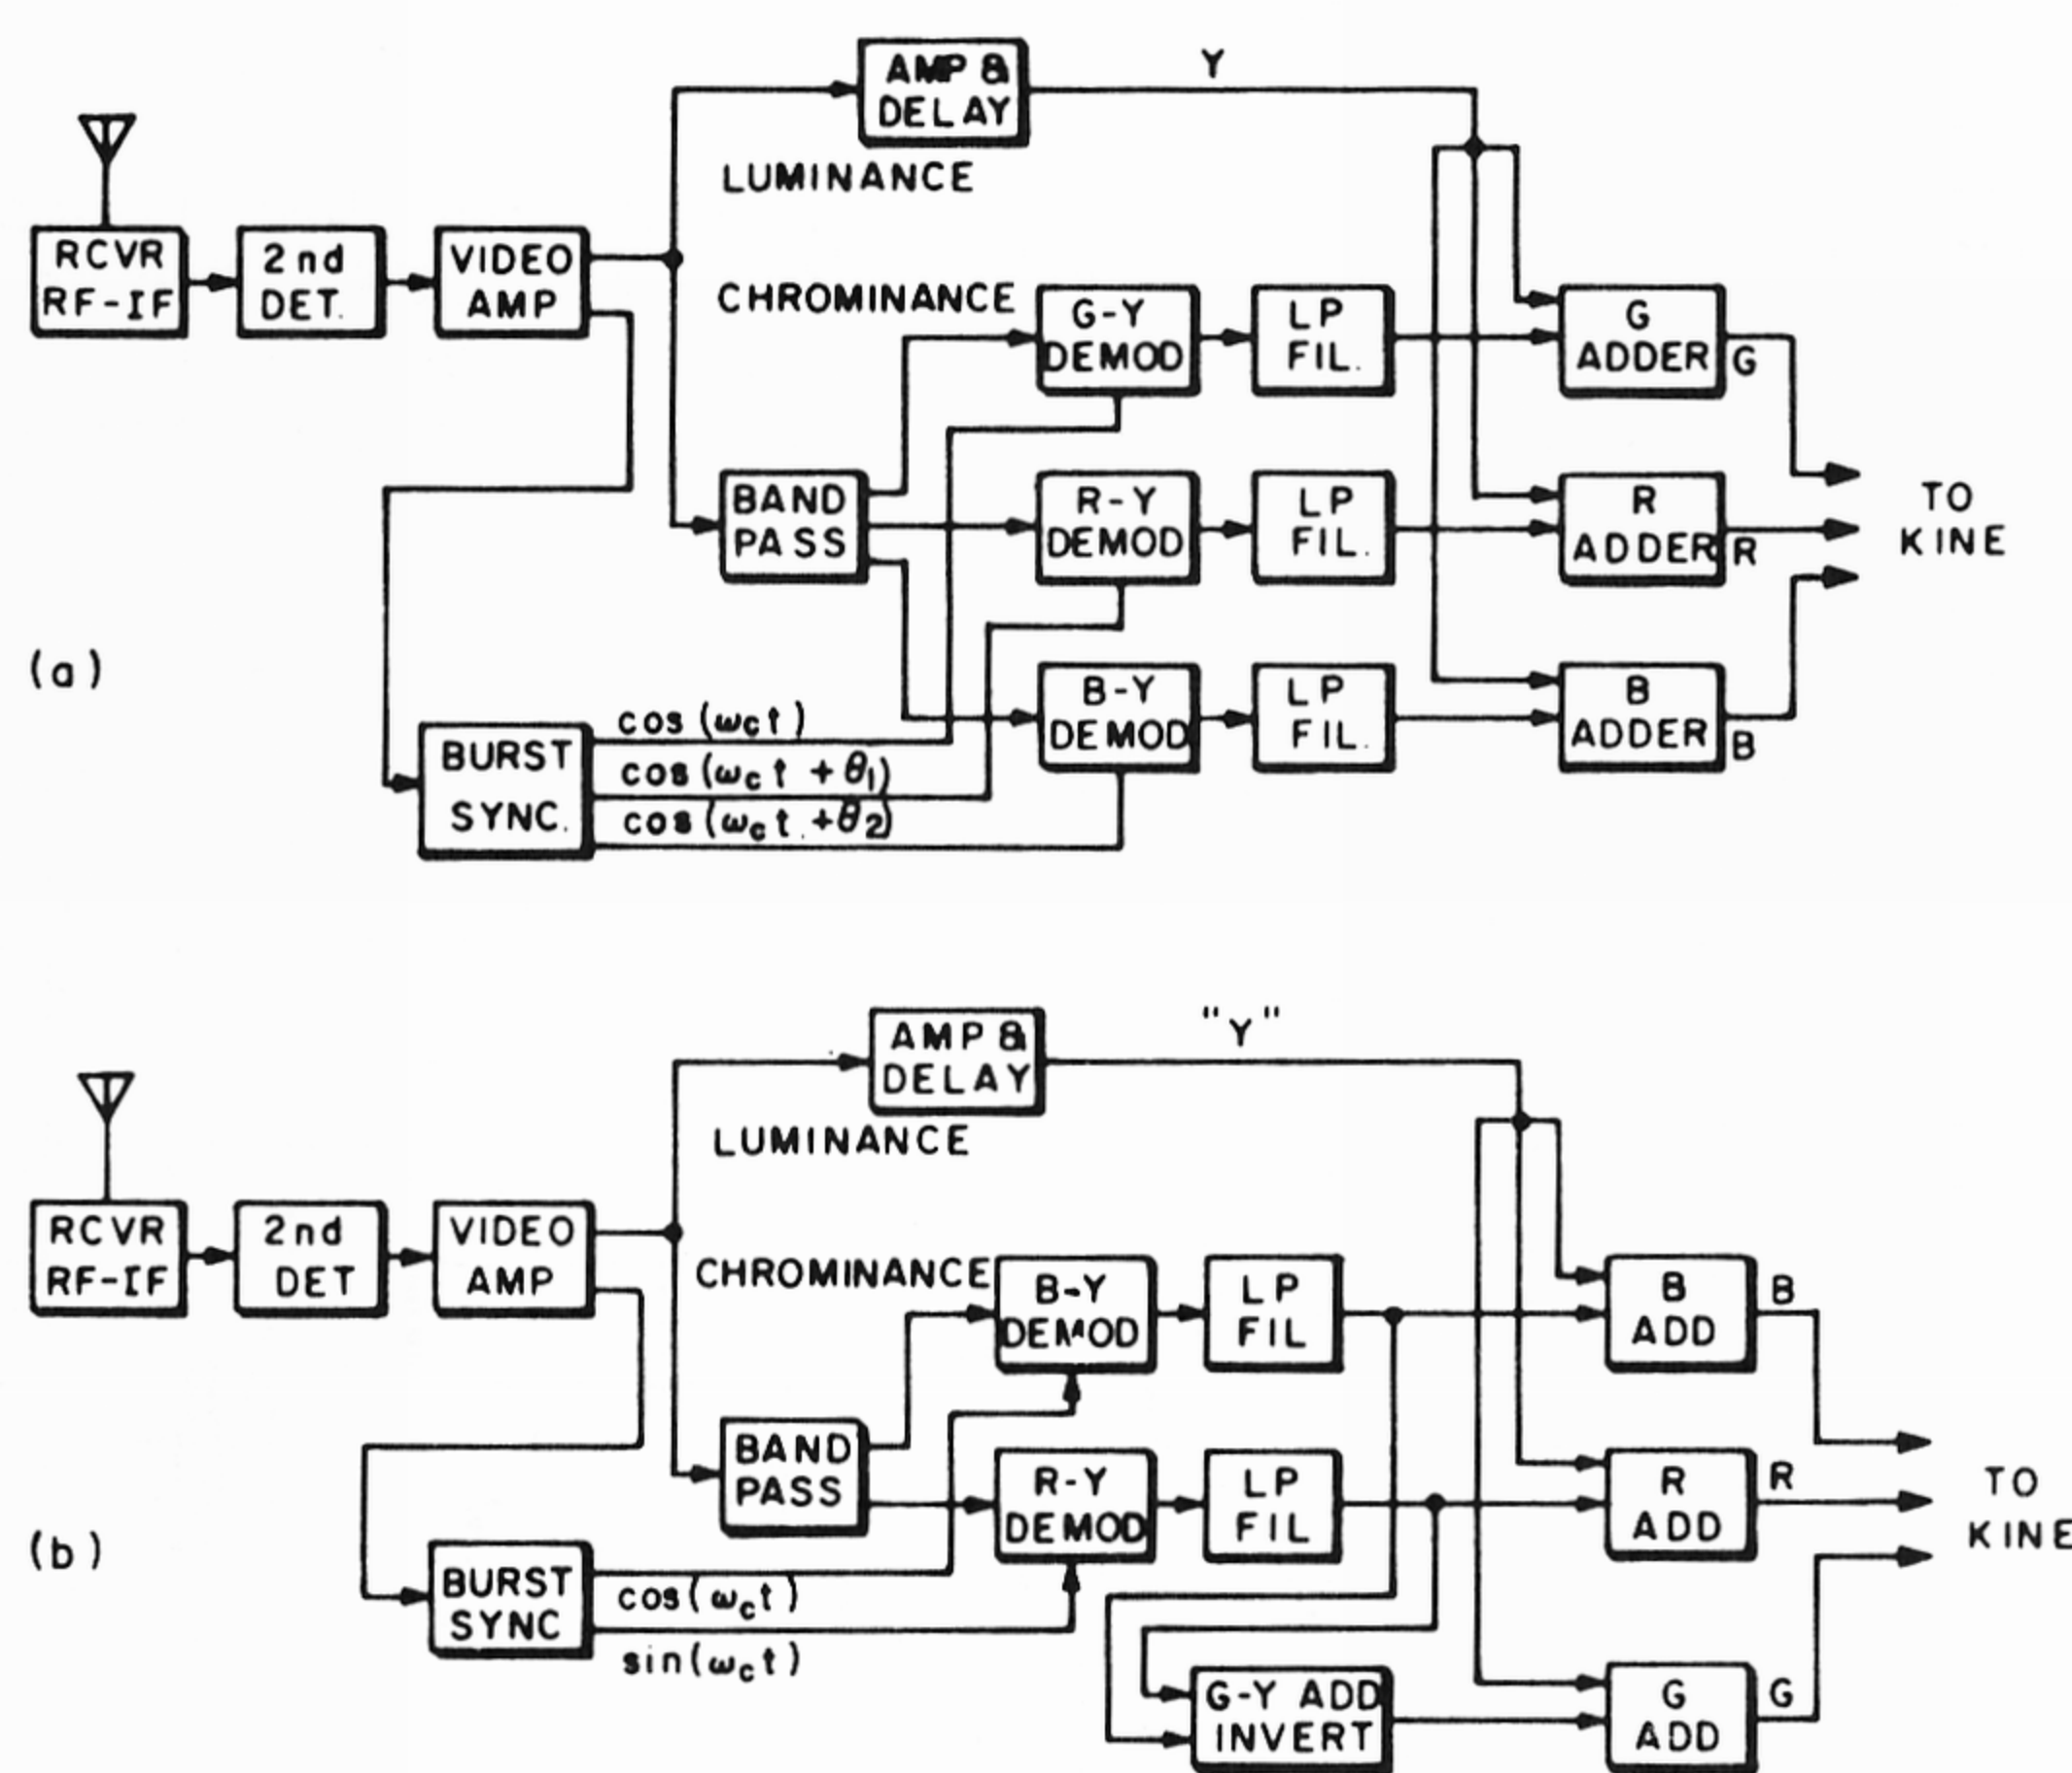 AMP &
DELAY
Y
LUMINANCE
RCVR
RF-IF
2nd
DET.
VIDEO
AMP
CHROMINANCE
G-Y
DEMOD
LP
FIL.
G
ADDER
G
BAND
PASS
R-Y
DEMOD
LP
FIL.
R
ADDER
R
TO
KINE
(a)
B-Y
DEMOD
LP
FIL.
B
ADDER
B
BURST
SYNC.
cos (ωct)
cos (ωct + θ1)
cos (ωct + θ2)
AMP &
DELAY
"Y"
LUMINANCE
RCVR
RF-IF
2nd
DET
VIDEO
AMP
CHROMINANCE
B-Y
DEMOD
LP
FIL
B
ADD
B
BAND
PASS
R-Y
DEMOD
LP
FIL
R
ADD
R
TO
KINE
(b)
BURST
SYNC
cos(ωct)
sin(ωct)
G-Y ADD
INVERT
G
ADD
G